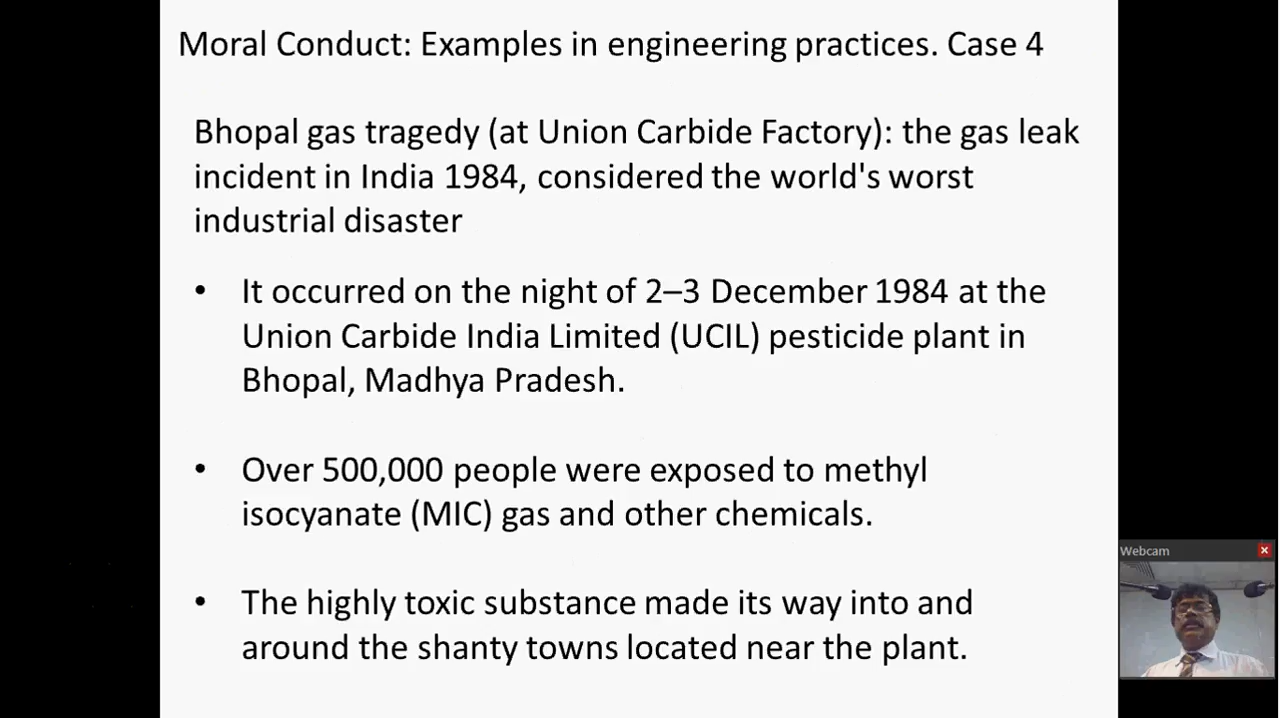 Moral Conduct: Examples in engineering practices. Case 4
Bhopal gas tragedy (at Union Carbide Factory): the gas leak
incident in India 1984, considered the world's worst
industrial disaster
• It occurred on the night of 2–3 December 1984 at the
Union Carbide India Limited (UCIL) pesticide plant in
Bhopal, Madhya Pradesh.
• Over 500,000 people were exposed to methyl
isocyanate (MIC) gas and other chemicals.
• The highly toxic substance made its way into and
around the shanty towns located near the plant.
Webcam